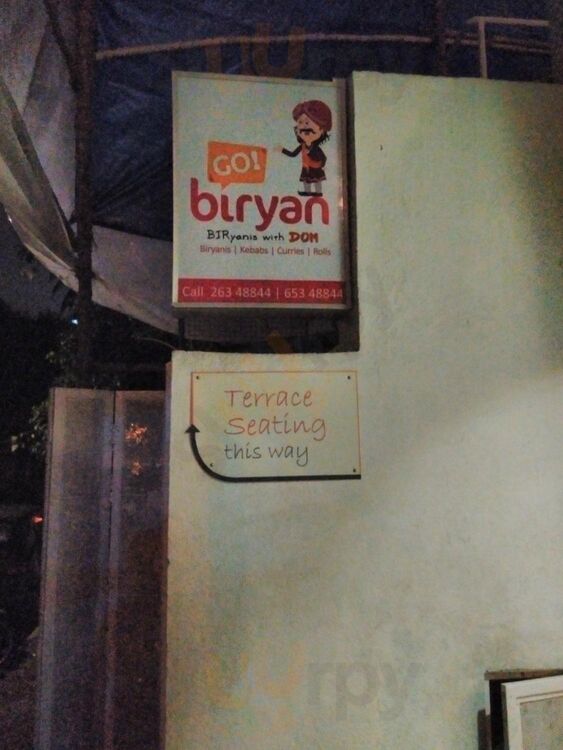 GO!
biryan
BIRyanis with DOM
Biryanis | Kebabs | Curries | Rolls
Call 263 48844 | 653 48844
Terrace
Seating
this way